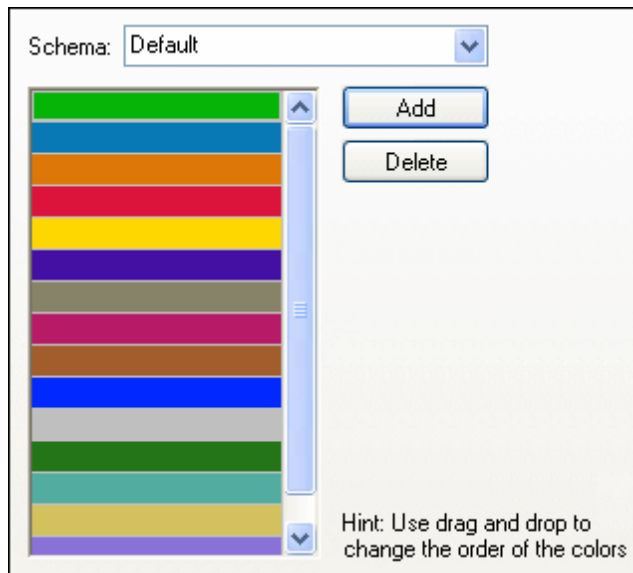 Schema: Default
Add
Delete
Hint: Use drag and drop to
change the order of the colors